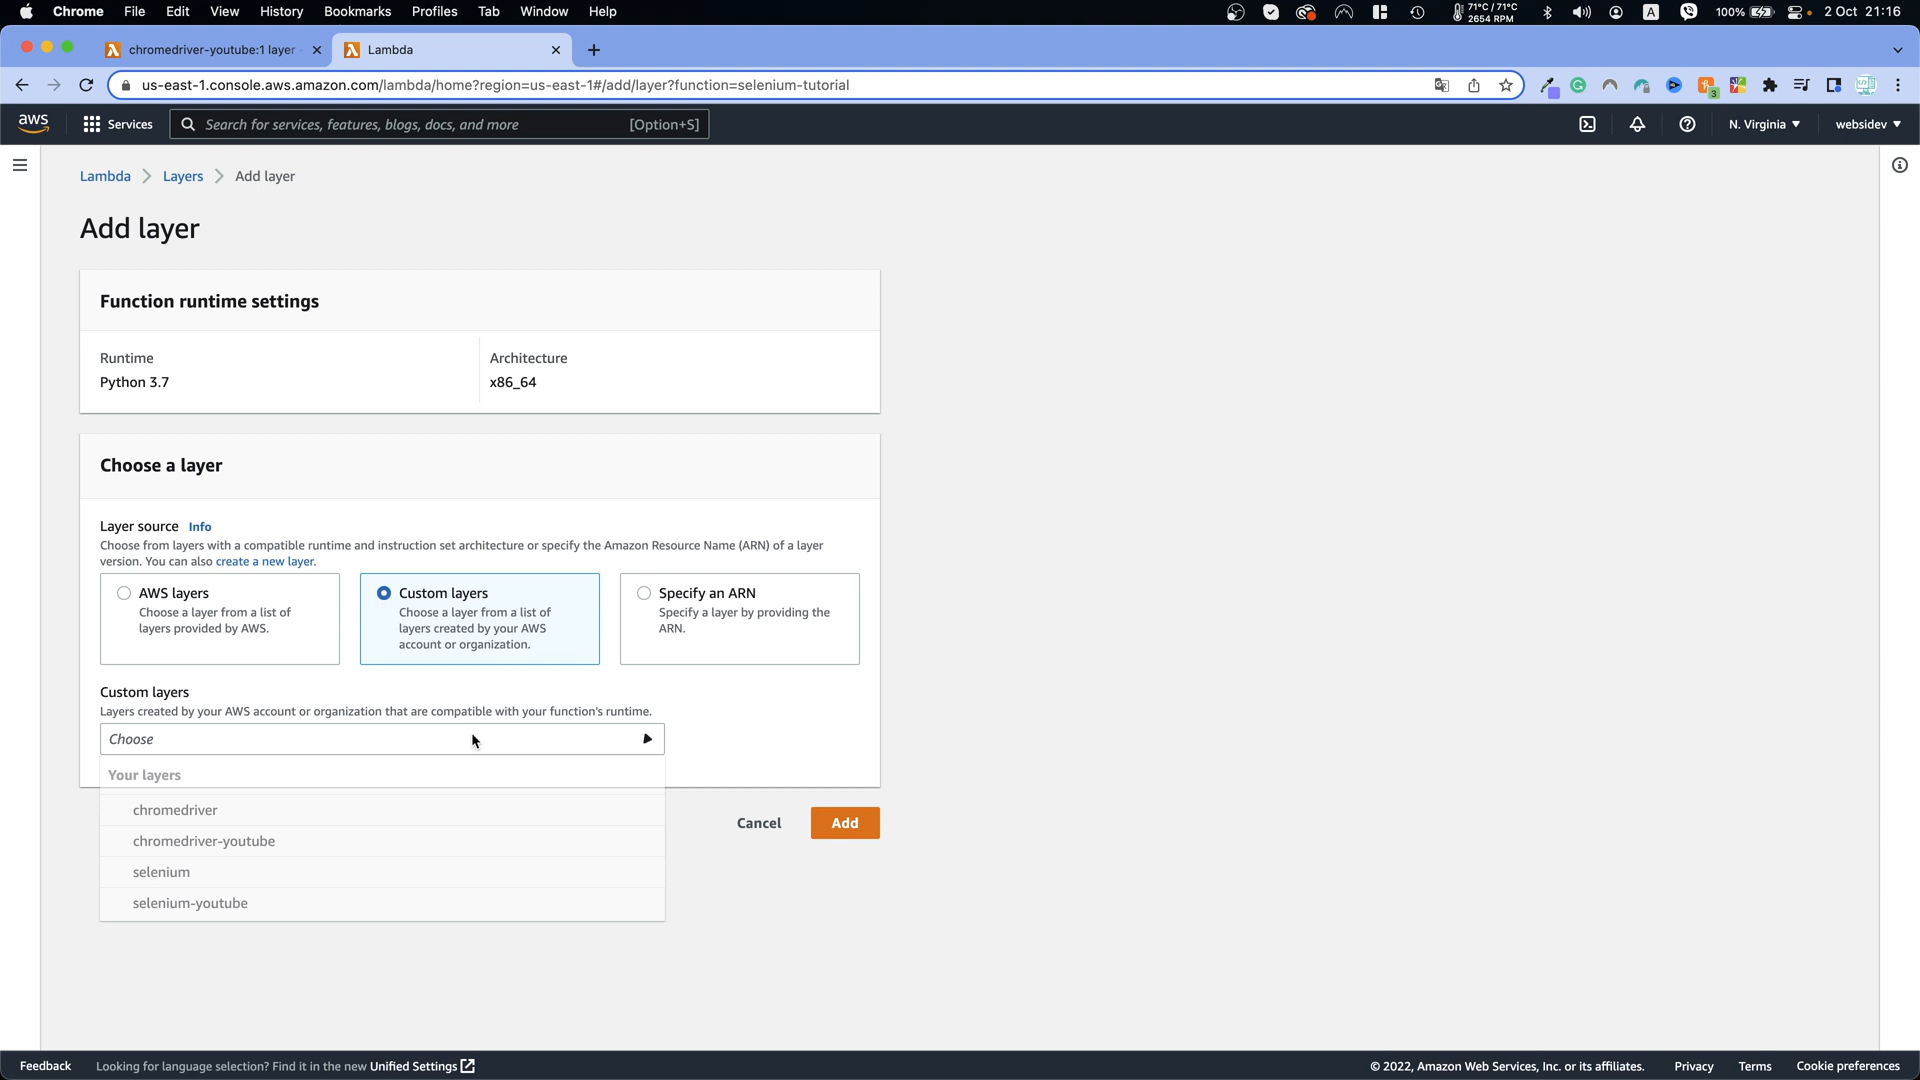 Chrome File Edit View History Bookmarks Profiles Tab Window Help
71°C / 71°C
2654 RPM
A
100%
2 Oct 21:16
chromedriver-youtube:1 layer
Lambda
us-east-1.console.aws.amazon.com/lambda/home?region=us-east-1#/add/layer?function=selenium-tutorial
3
aws
Services
Search for services, features, blogs, docs, and more [Option+S]
N. Virginia
websidev
Lambda Layers Add layer
Add layer
Function runtime settings
Runtime
Python 3.7
Architecture
x86_64
Choose a layer
Layer source Info
Choose from layers with a compatible runtime and instruction set architecture or specify the Amazon Resource Name (ARN) of a layer
version. You can also create a new layer.
AWS layers
Choose a layer from a list of
layers provided by AWS.
Custom layers
Choose a layer from a list of
layers created by your AWS
account or organization.
Specify an ARN
Specify a layer by providing the
ARN.
Custom layers
Layers created by your AWS account or organization that are compatible with your function's runtime.
Choose
Your layers
chromedriver
chromedriver-youtube
selenium
selenium-youtube
Cancel
Add
Feedback
Looking for language selection? Find it in the new Unified Settings
© 2022, Amazon Web Services, Inc. or its affiliates.
Privacy
Terms
Cookie preferences